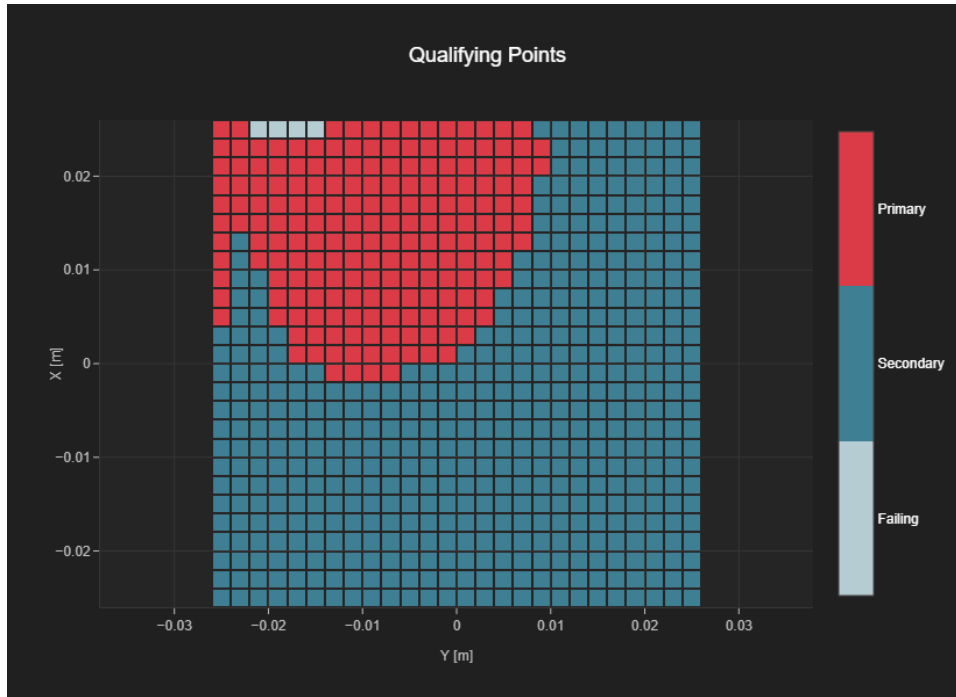 Qualifying Points
0.02
0.01
0
−0.01
−0.02
X [m]
−0.03
−0.02
−0.01
0
0.01
0.02
0.03
Y [m]
Primary
Secondary
Failing